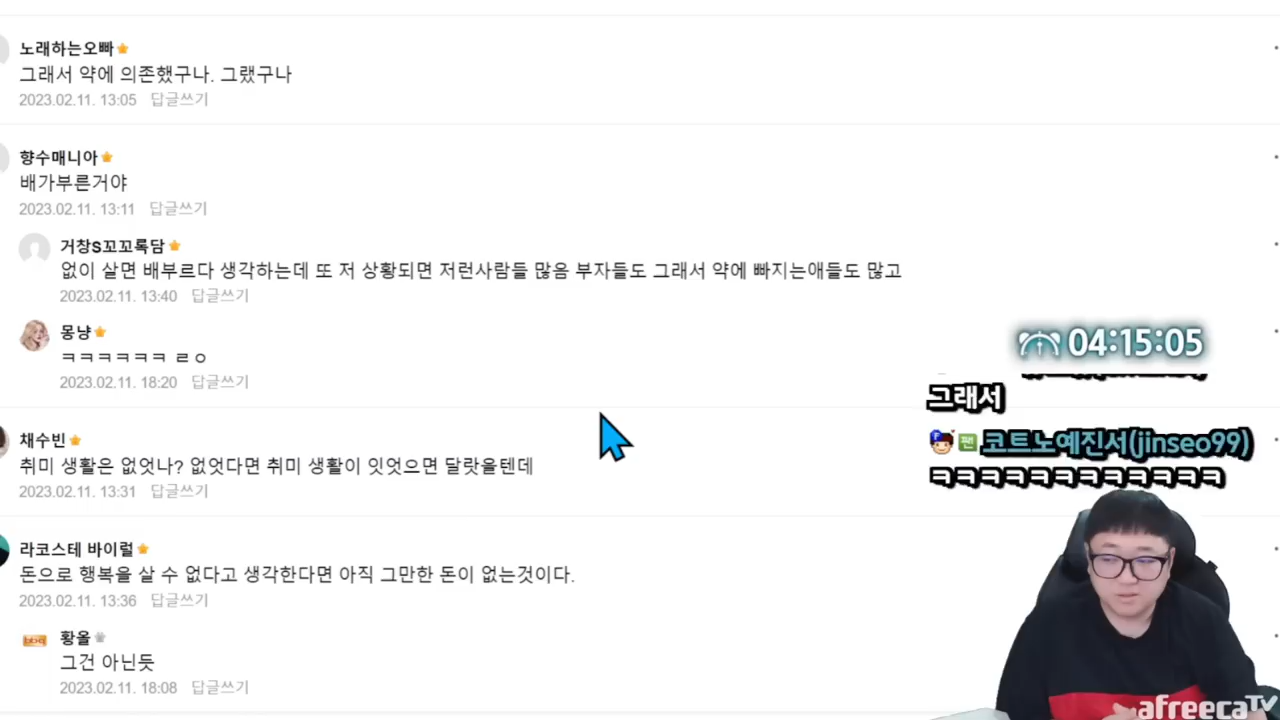 노래하는오빠
그래서 약에 의존했구나. 그랬구나
2023.02.11. 13:05 답글쓰기
향수매니아
배가부른거야
2023.02.11. 13:11 답글쓰기
거창S꼬꼬록담
없이 살면 배부르다 생각하는데 또 저 상황되면 저런사람들 많음 부자들도 그래서 약에 빠지는애들도 많고
2023.02.11. 13:40 답글쓰기
몽냥
ㅋㅋㅋㅋㅋㅋ ㄹㅇ
2023.02.11. 18:20 답글쓰기
채수빈
취미 생활은 없엇나? 없엇다면 취미 생활이 잇엇으면 달랏을텐데
2023.02.11. 13:31 답글쓰기
라코스테 바이럴
돈으로 행복을 살 수 없다고 생각한다면 아직 그만한 돈이 없는것이다.
2023.02.11. 13:36 답글쓰기
황올
그건 아닌듯
2023.02.11. 18:08 답글쓰기
04:15:05
그래서
팬 코트노예진서(jinseo99)
ㅋㅋㅋㅋㅋㅋㅋㅋㅋㅋㅋㅋ
afreecaTV